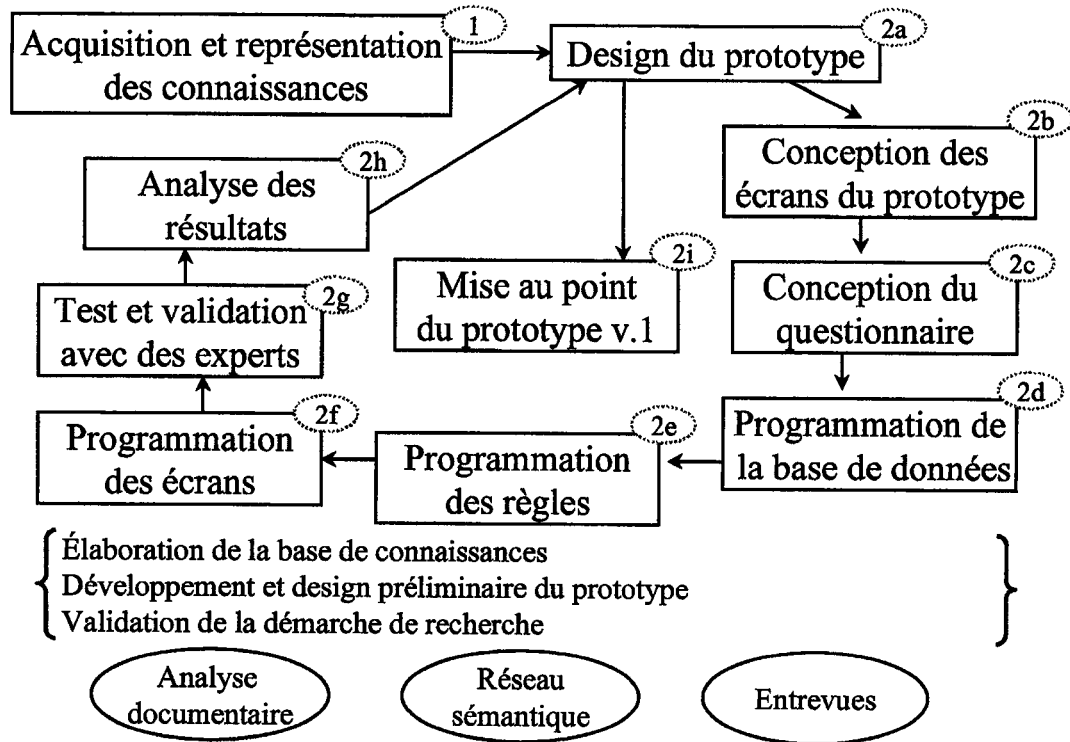 1
Acquisition et représentation
des connaissances
2a
Design du prototype
2b
Conception des
écrans du prototype
2h
Analyse des
résultats
2i
Mise au point
du prototype v.1
2c
Conception du
questionnaire
2g
Test et validation
avec des experts
2d
Programmation de
la base de données
2f
Programmation
des écrans
2e
Programmation
des règles
Élaboration de la base de connaissances
Développement et design préliminaire du prototype
Validation de la démarche de recherche
Analyse
documentaire
Réseau
sémantique
Entrevues